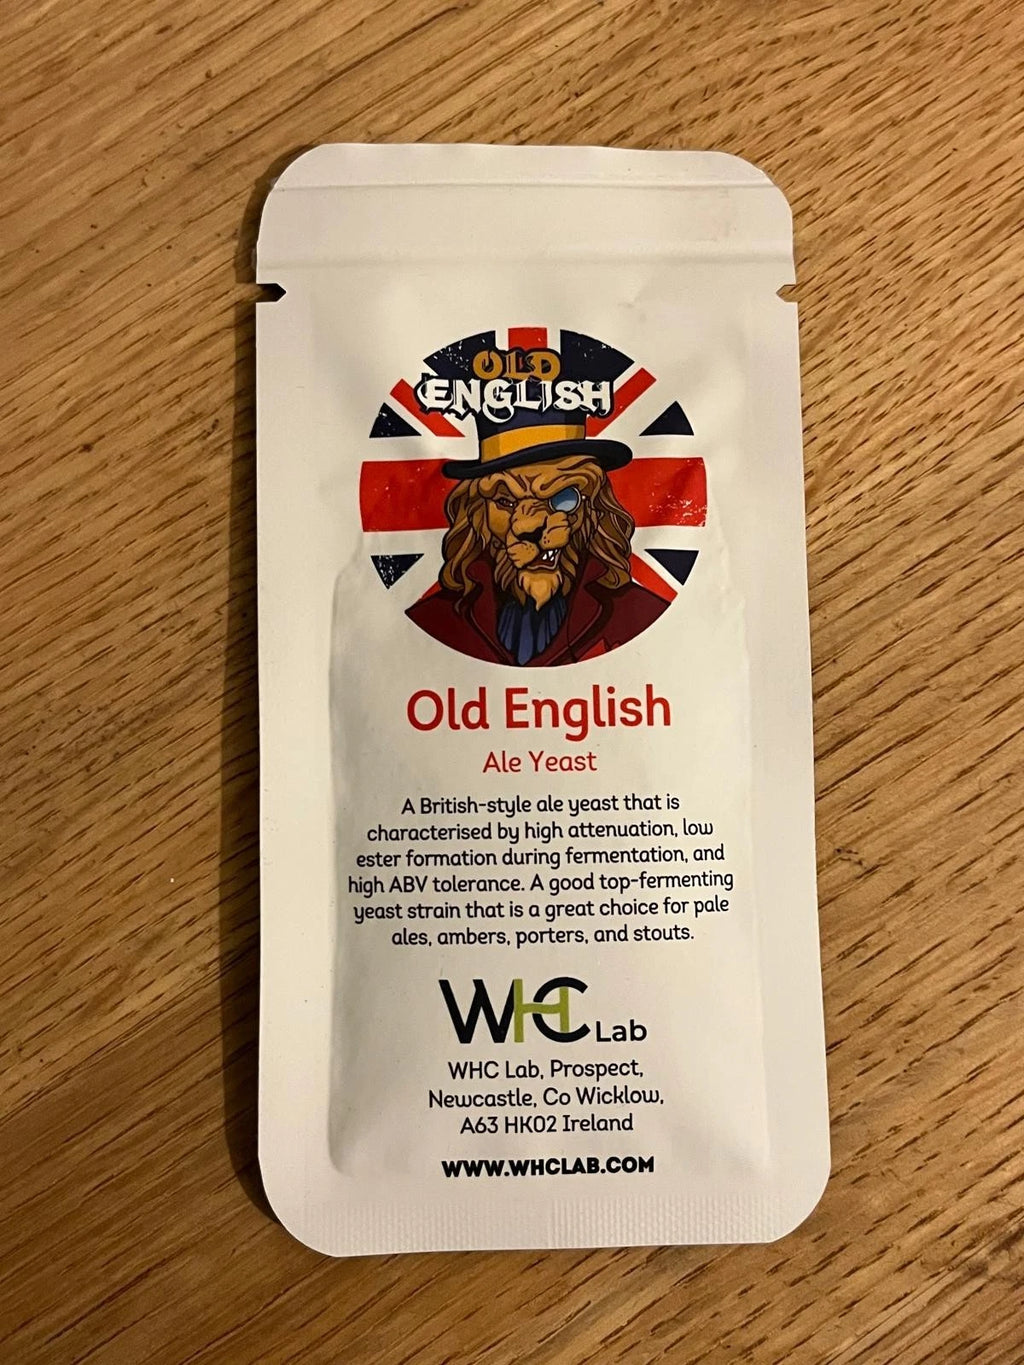 OLD
ENGLISH
Old English
Ale Yeast
A British-style ale yeast that is
characterised by high attenuation, low
ester formation during fermentation, and
high ABV tolerance. A good top-fermenting
yeast strain that is a great choice for pale
ales, ambers, porters, and stouts.
WHC Lab
WHC Lab, Prospect,
Newcastle, Co Wicklow,
A63 HK02 Ireland
WWW.WHCLAB.COM